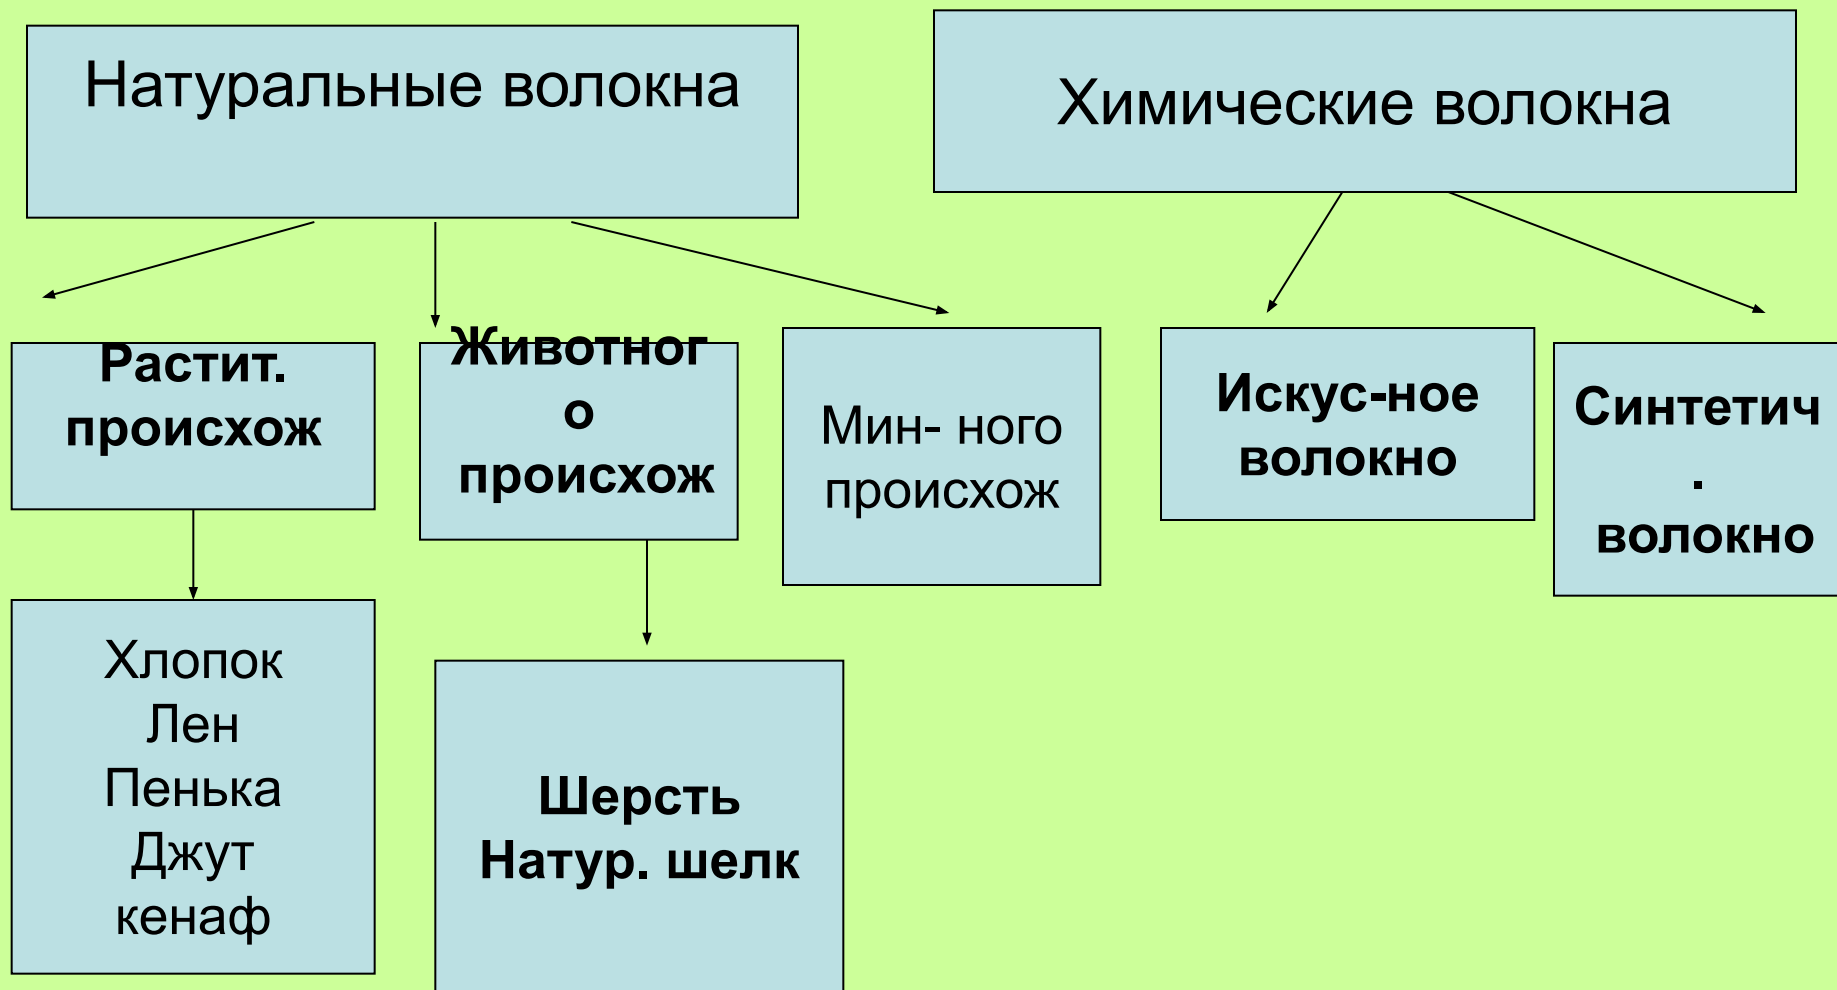 Натуральные волокна
Химические волокна
Растит.
происхож
Животног
о
происхож
Мин- ного
происхож
Искус-ное
волокно
Синтетич
.
волокно
Хлопок
Лен
Пенька
Джут
кенаф
Шерсть
Натур. шелк